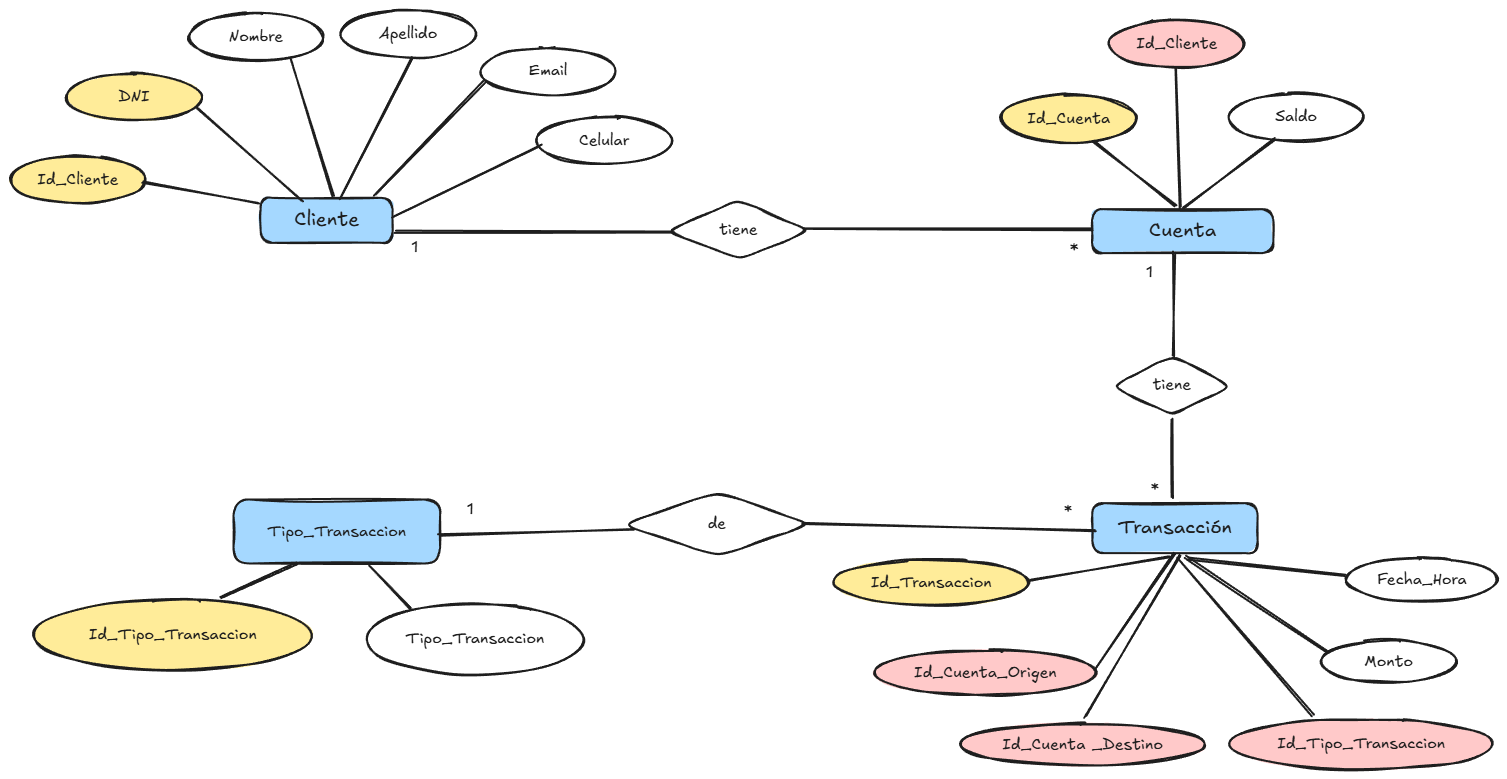 Nombre
Apellido
Id_Cliente
Email
DNI
Id_Cuenta
Saldo
Celular
Id_Cliente
Cliente
tiene
Cuenta
1
*
1
tiene
*
1
*
Tipo_Transaccion
de
Transacción
Id_Transaccion
Fecha_Hora
Id_Tipo_Transaccion
Tipo_Transaccion
Monto
Id_Cuenta_Origen
Id_Cuenta _Destino
Id_Tipo_Transaccion